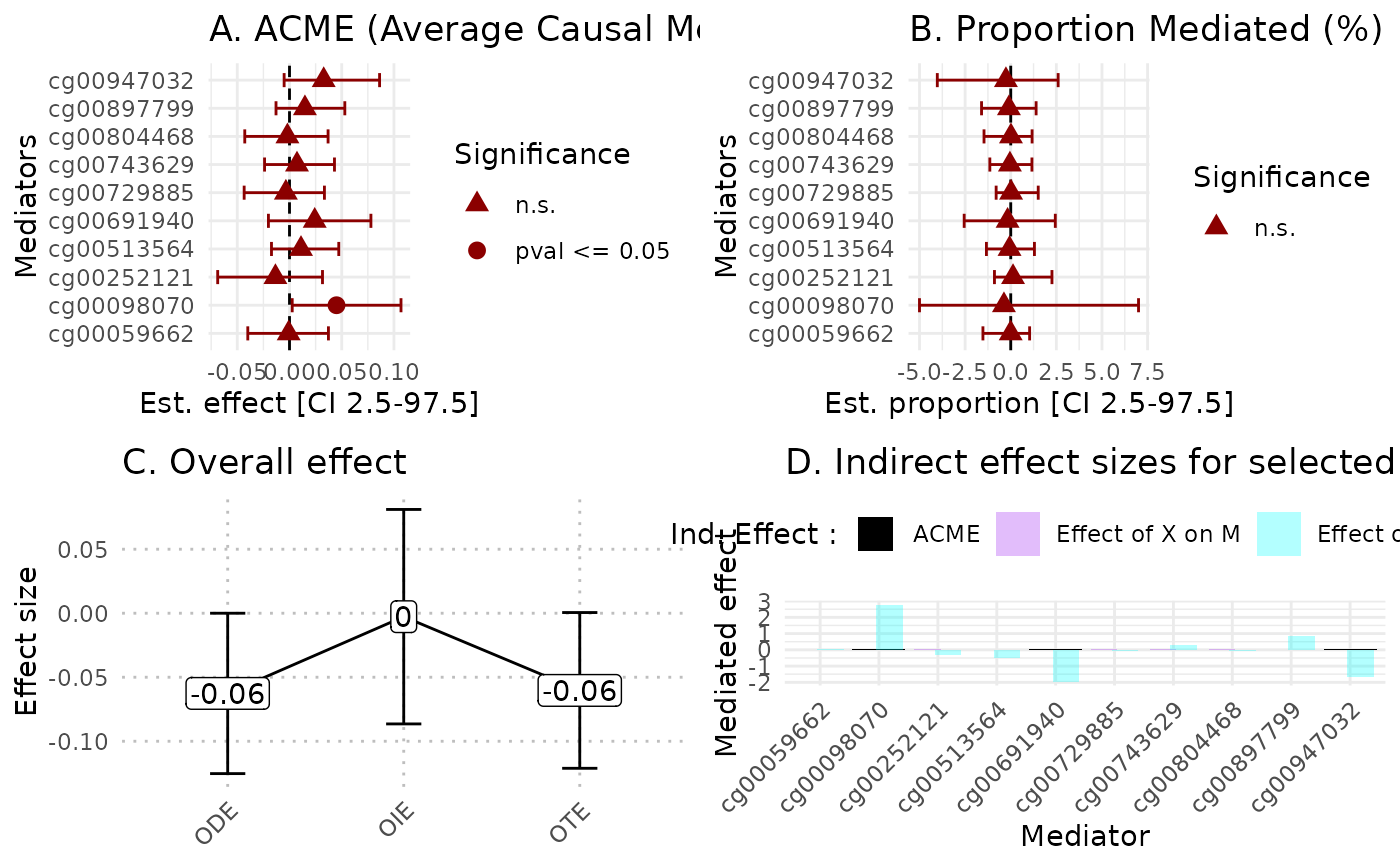 A. ACME (Average Causal Me
cg00947032
cg00897799
cg00804468
cg00743629
cg00729885
cg00691940
cg00513564
cg00252121
cg00098070
cg00059662
Mediators
-0.05 0.00 0.05 0.10
Est. effect [CI 2.5-97.5]
Significance
n.s.
pval <= 0.05
B. Proportion Mediated (%)
cg00947032
cg00897799
cg00804468
cg00743629
cg00729885
cg00691940
cg00513564
cg00252121
cg00098070
cg00059662
Mediators
-5.0 -2.5 0.0 2.5 5.0 7.5
Est. proportion [CI 2.5-97.5]
Significance
n.s.
C. Overall effect
0.05
0.00
-0.05
-0.10
Effect size
-0.06
0
-0.06
ODE
OIE
OTE
D. Indirect effect sizes for selected
Ind. Effect :
ACME
Effect of X on M
Effect o
3
2
1
0
-1
-2
Mediated effect
cg00059662
cg00098070
cg00252121
cg00513564
cg00691940
cg00729885
cg00743629
cg00804468
cg00897799
cg00947032
Mediator